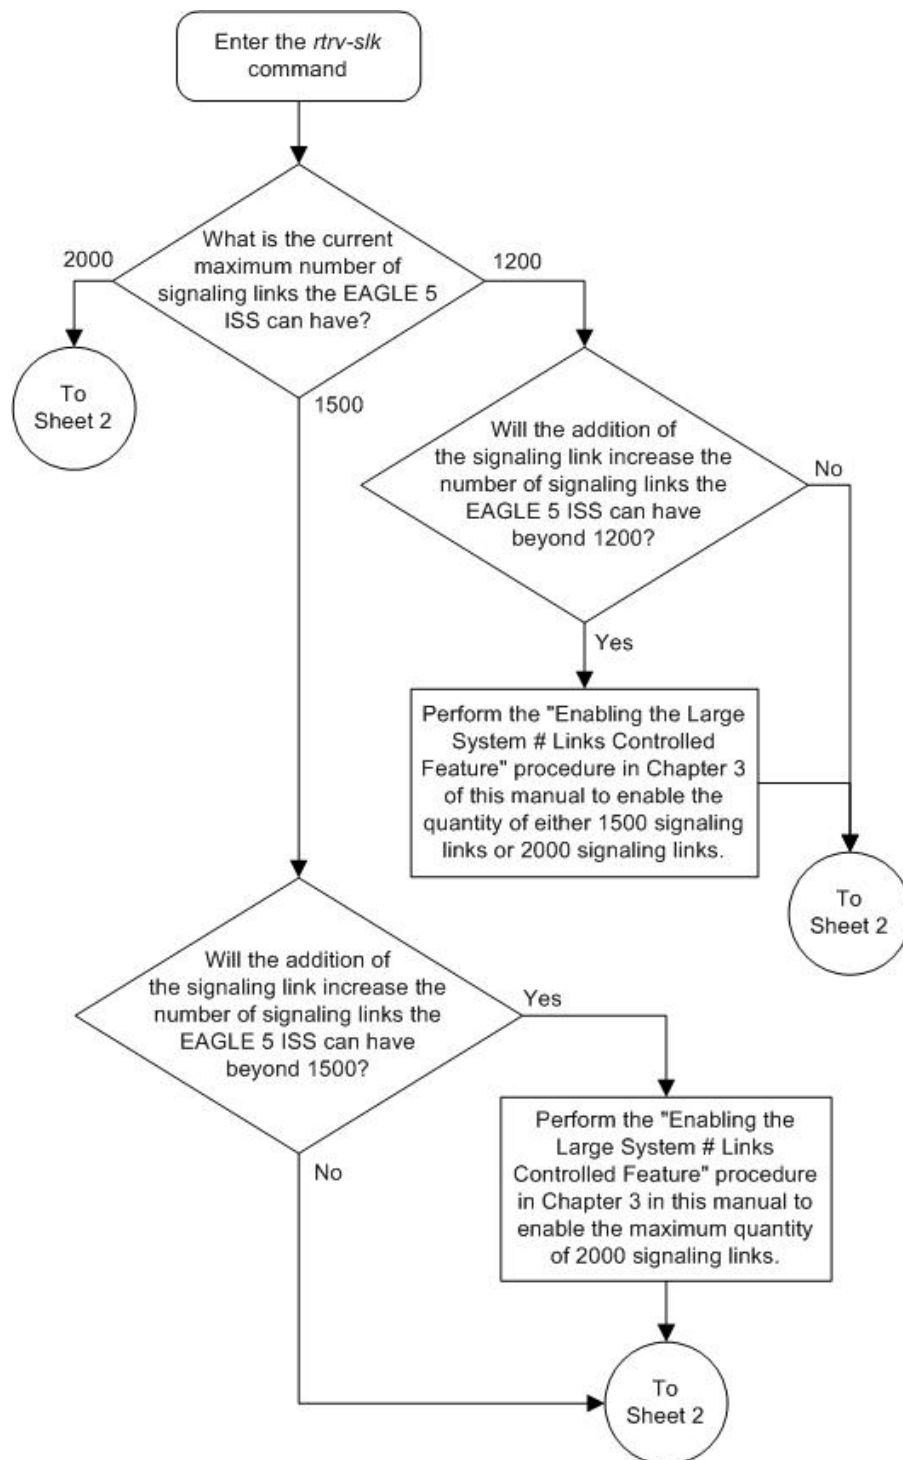 Enter the rtrv-slk
command
What is the current
maximum number of
signaling links the EAGLE 5
ISS can have?
2000
1200
1500
To
Sheet 2
Will the addition of
the signaling link increase the
number of signaling links the
EAGLE 5 ISS can have
beyond 1200?
No
Yes
Perform the "Enabling the Large
System # Links Controlled
Feature" procedure in Chapter 3
of this manual to enable the
quantity of either 1500 signaling
links or 2000 signaling links.
To
Sheet 2
Will the addition of
the signaling link increase the
number of signaling links the
EAGLE 5 ISS can have
beyond 1500?
Yes
No
Perform the "Enabling the
Large System # Links
Controlled Feature" procedure
in Chapter 3 in this manual to
enable the maximum quantity
of 2000 signaling links.
To
Sheet 2